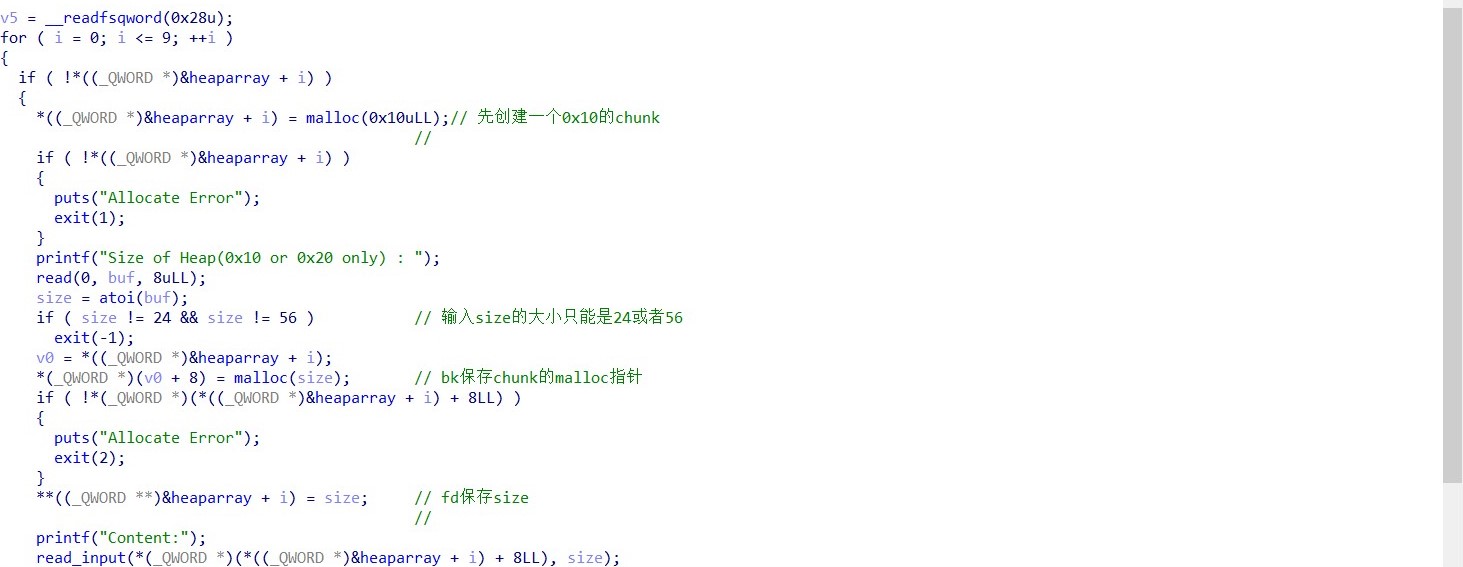 v5 = __readfsqword(0x28u);
for ( i = 0; i <= 9; ++i )
{
  if ( !*((_QWORD *)&heaparray + i) )
  {
    *((_QWORD *)&heaparray + i) = malloc(0x10uLL);// 先创建一个0x10的chunk
                                              //
    if ( !*((_QWORD *)&heaparray + i) )
    {
      puts("Allocate Error");
      exit(1);
    }
    printf("Size of Heap(0x10 or 0x20 only) : ");
    read(0, buf, 8uLL);
    size = atoi(buf);
    if ( size != 24 && size != 56 )           // 输入size的大小只能是24或者56
      exit(-1);
    v0 = *((_QWORD *)&heaparray + i);
    *(_QWORD *)(v0 + 8) = malloc(size);       // bk保存chunk的malloc指针
    if ( !*(_QWORD *)(*((_QWORD *)&heaparray + i) + 8LL) )
    {
      puts("Allocate Error");
      exit(2);
    }
    **((_QWORD **)&heaparray + i) = size;     // fd保存size
                                              //
    printf("Content:");
    read_input(*(_QWORD *)(*((_QWORD *)&heaparray + i) + 8LL), size);